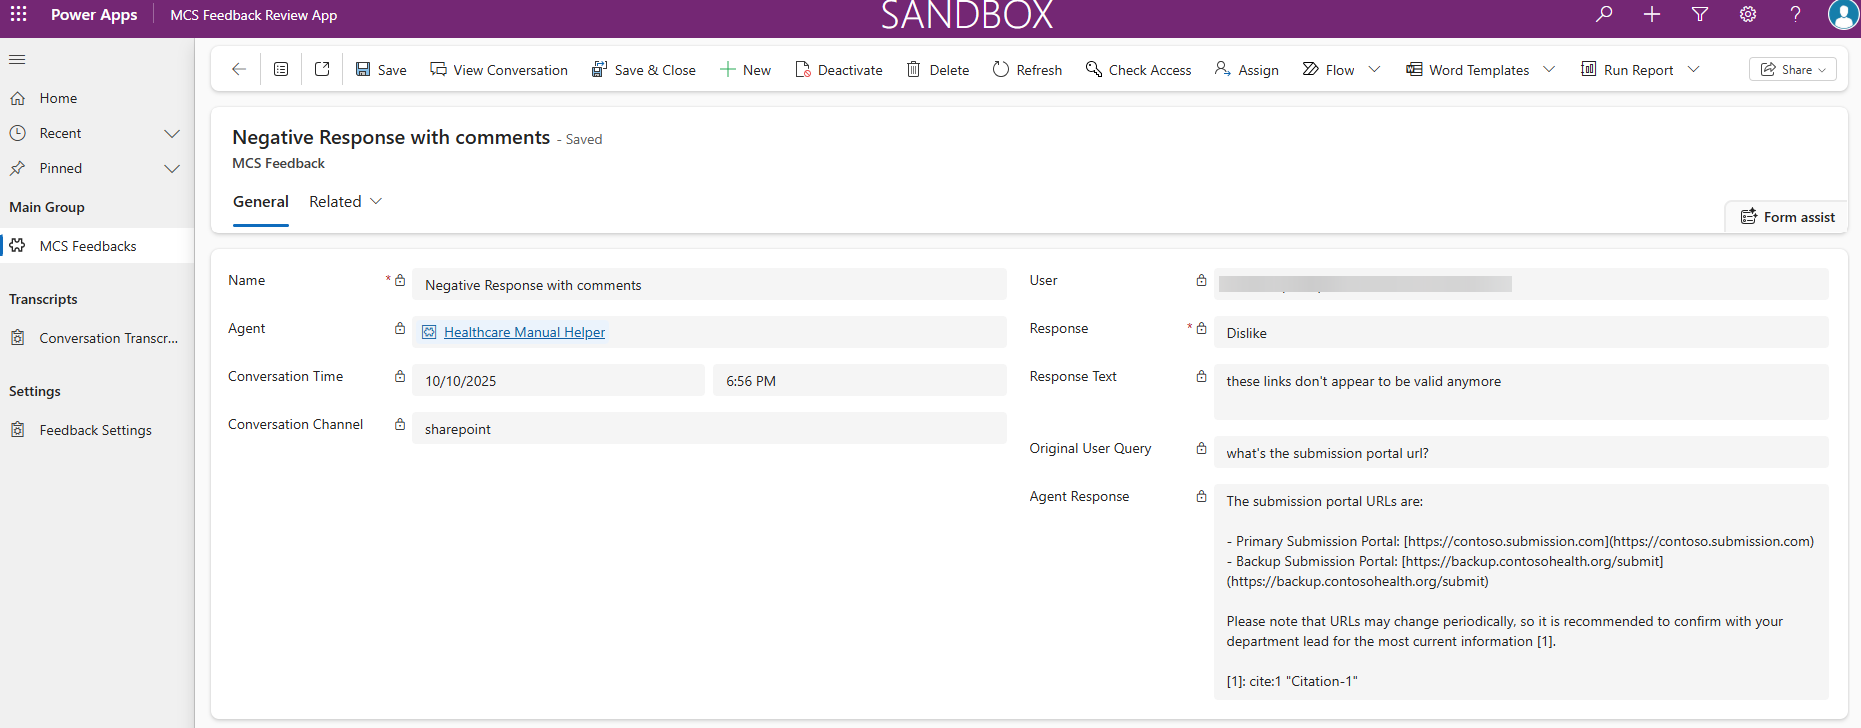 Power Apps
MCS Feedback Review App
SANDBOX
Save
View Conversation
Save & Close
New
Deactivate
Delete
Refresh
Check Access
Assign
Flow
Word Templates
Run Report
Share
Home
Recent
Pinned
Main Group
MCS Feedbacks
Transcripts
Conversation Transcr...
Settings
Feedback Settings
Negative Response with comments - Saved
MCS Feedback
General
Related
Form assist
Name *
Negative Response with comments
Agent
Healthcare Manual Helper
Conversation Time
10/10/2025
6:56 PM
Conversation Channel
sharepoint
User
Response *
Dislike
Response Text
these links don't appear to be valid anymore
Original User Query
what's the submission portal url?
Agent Response
The submission portal URLs are:
- Primary Submission Portal: [https://contoso.submission.com](https://contoso.submission.com)
- Backup Submission Portal: [https://backup.contosohealth.org/submit]
(https://backup.contosohealth.org/submit)
Please note that URLs may change periodically, so it is recommended to confirm with your
department lead for the most current information [1].
[1]: cite:1 "Citation-1"